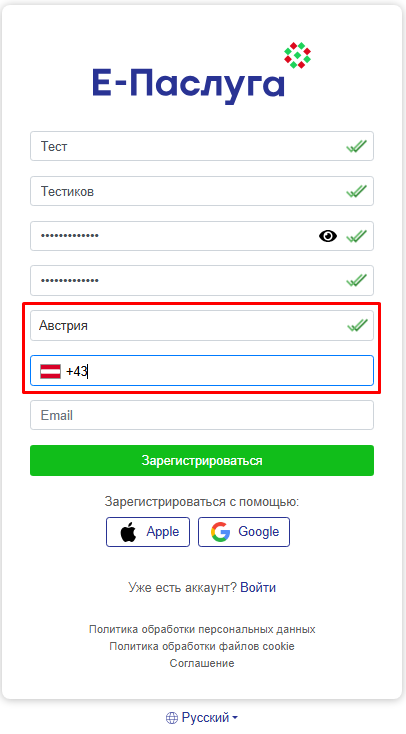 Е-Паслуга
Тест
Тестиков
•••••••••••••
•••••••••••••
Австрия
+43
Email
Зарегистрироваться
Зарегистрироваться с помощью:
Apple Google
Уже есть аккаунт? Войти
Политика обработки персональных данных
Политика обработки файлов cookie
Соглашение
Русский